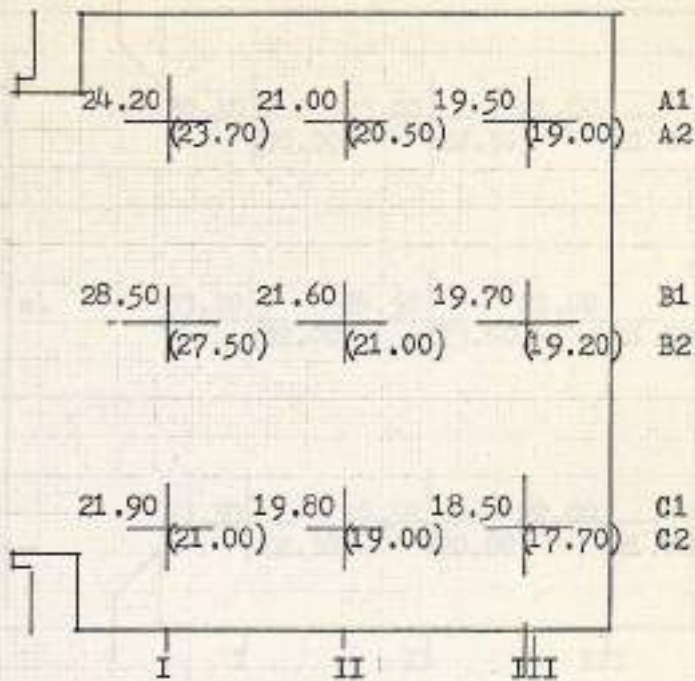 24.20 21.00 19.50 A1
(23.70) (20.50) (19.00) A2
28.50 21.60 19.70 B1
(27.50) (21.00) (19.20) B2
21.90 19.80 18.50 C1
(21.00) (19.00) (17.70) C2
I II III